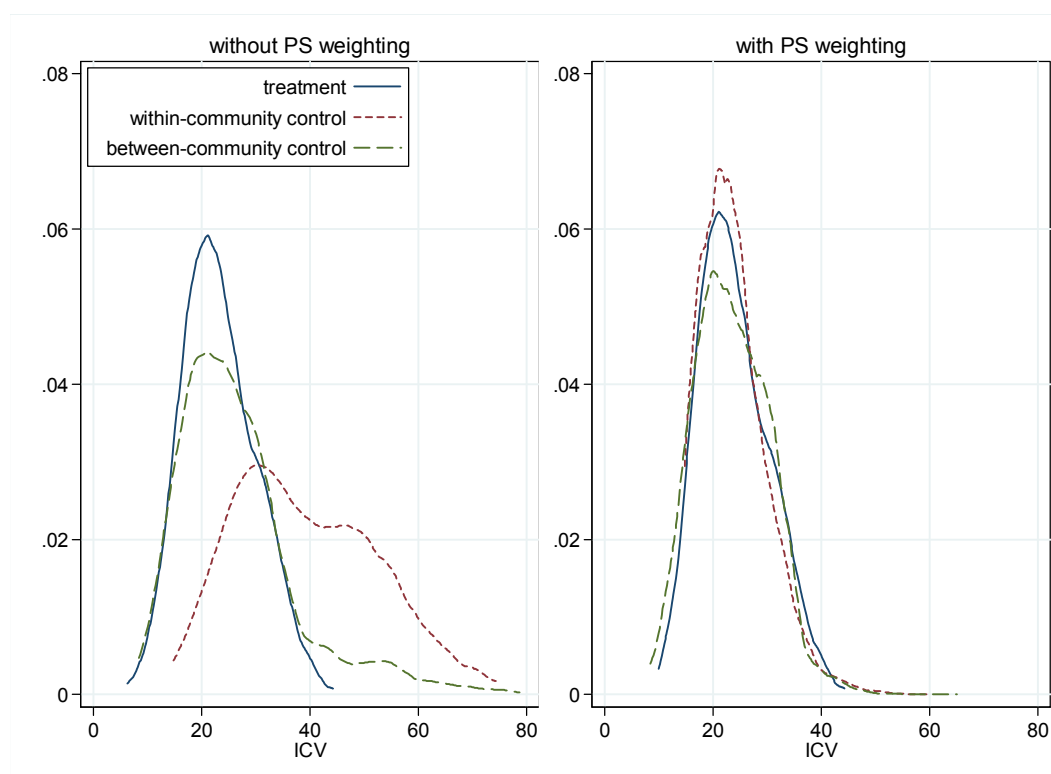 without PS weighting
with PS weighting
treatment
within-community control
between-community control
.08
.06
.04
.02
0
0
20
40
60
80
ICV
.08
.06
.04
.02
0
0
20
40
60
80
ICV